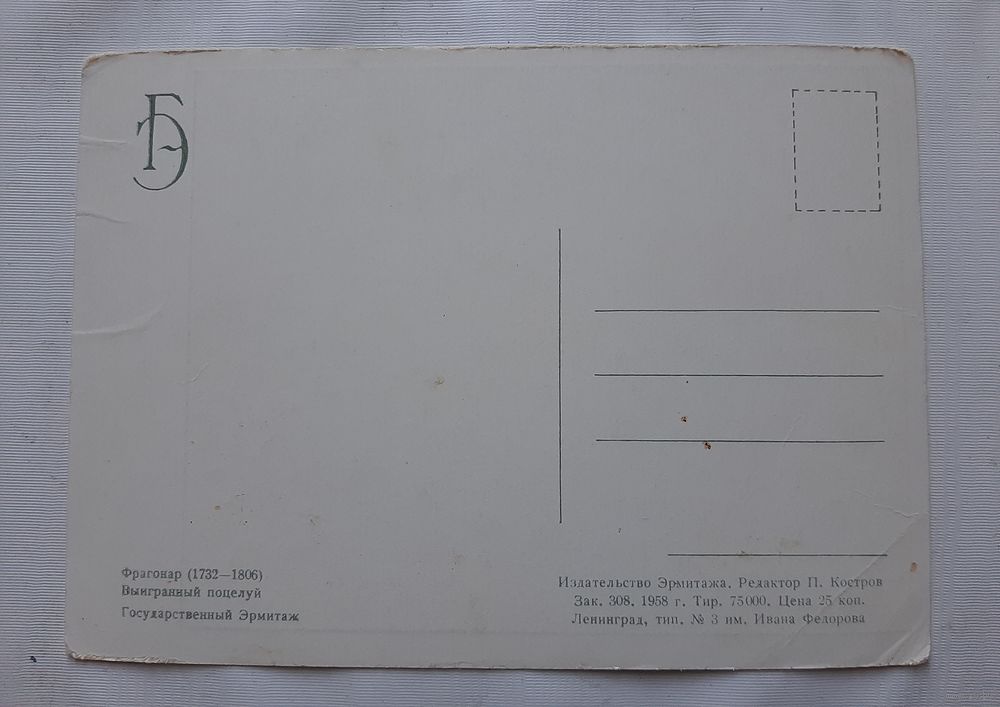 ГЭ
Фрагонар (1732—1806)
Выигранный поцелуй
Государственный Эрмитаж
Издательство Эрмитажа. Редактор П. Костров
Зак. 308. 1958 г. Тир. 75000. Цена 25 коп.
Ленинград, тип. № 3 им. Ивана Федорова